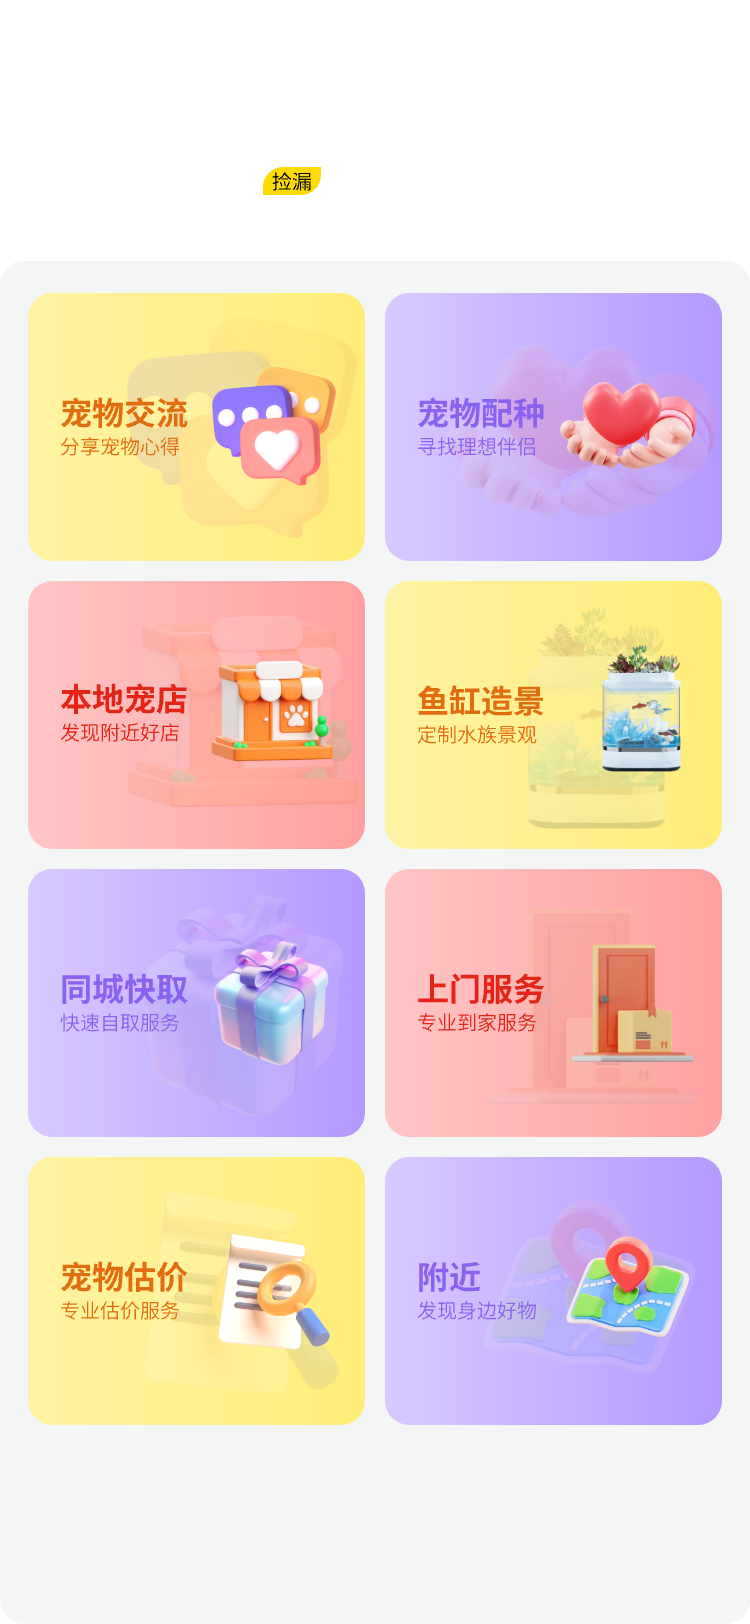 捡漏
宠物交流
分享宠物心得
宠物配种
寻找理想伴侣
本地宠店
发现附近好店
鱼缸造景
定制水族景观
同城快取
快速自取服务
上门服务
专业到家服务
宠物估价
专业估价服务
附近
发现身边好物